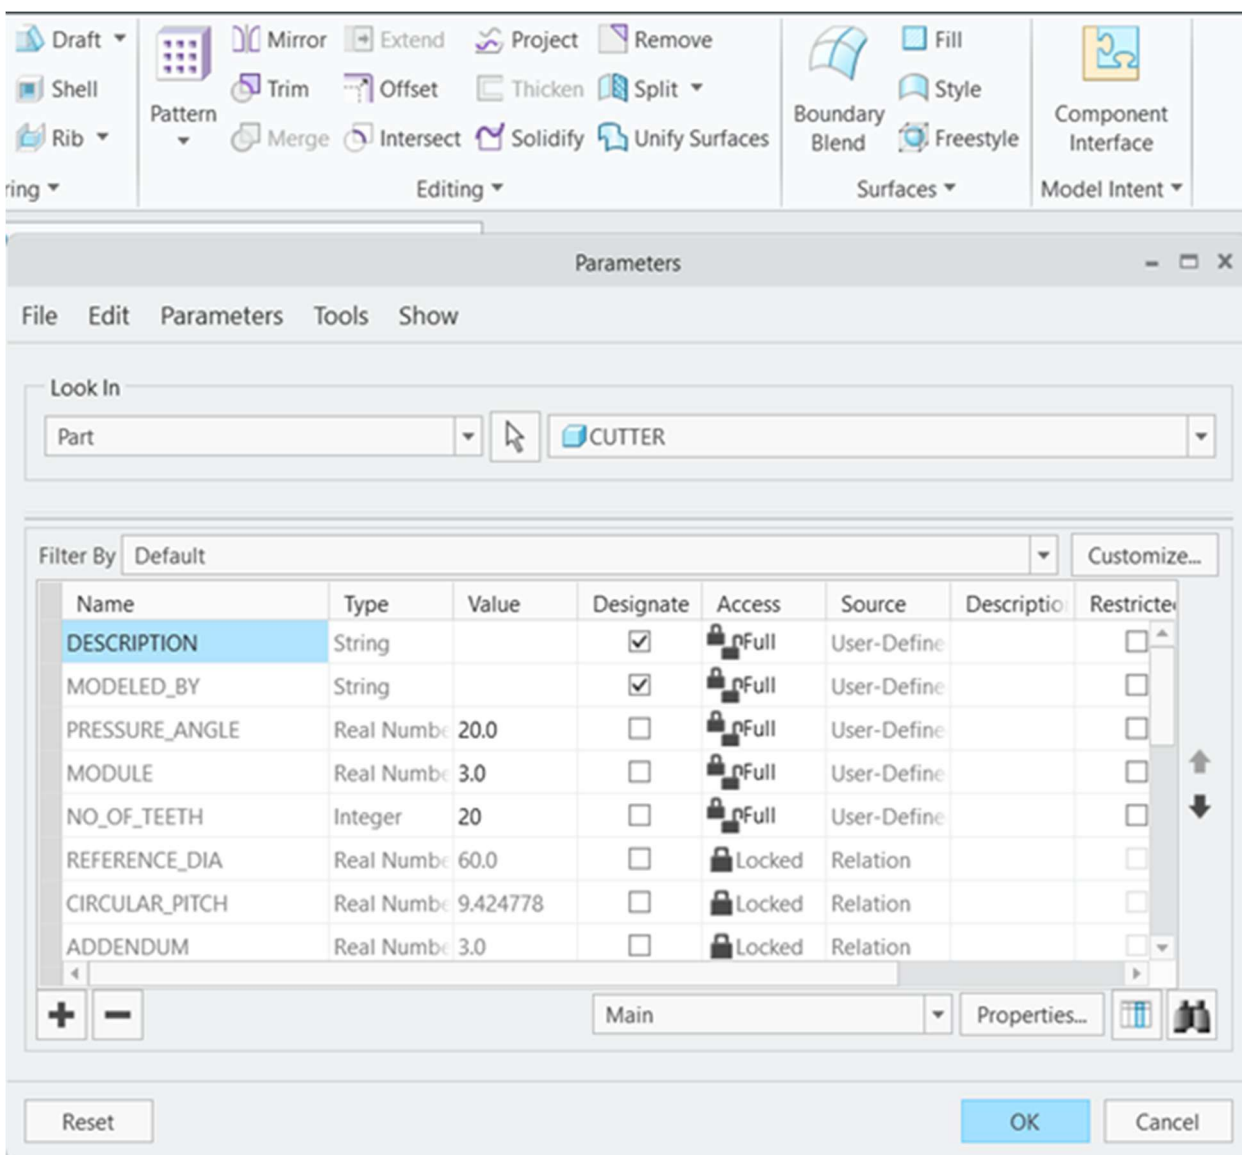 Draft Mirror Extend Project Remove Fill
Shell Trim Offset Thicken Split Style
Pattern Boundary Component
Rib Merge Intersect Solidify Unify Surfaces Blend Freestyle Interface
ring Editing Surfaces Model Intent
Parameters
File Edit Parameters Tools Show
Look In
Part CUTTER
Filter By Default Customize...
Name Type Value Designate Access Source Descriptio Restricte
DESCRIPTION String Full User-Define
MODELED_BY String Full User-Define
PRESSURE_ANGLE Real Numbe 20.0 Full User-Define
MODULE Real Numbe 3.0 Full User-Define
NO_OF_TEETH Integer 20 Full User-Define
REFERENCE_DIA Real Numbe 60.0 Locked Relation
CIRCULAR_PITCH Real Numbe 9.424778 Locked Relation
ADDENDUM Real Numbe 3.0 Locked Relation
Main Properties...
Reset OK Cancel